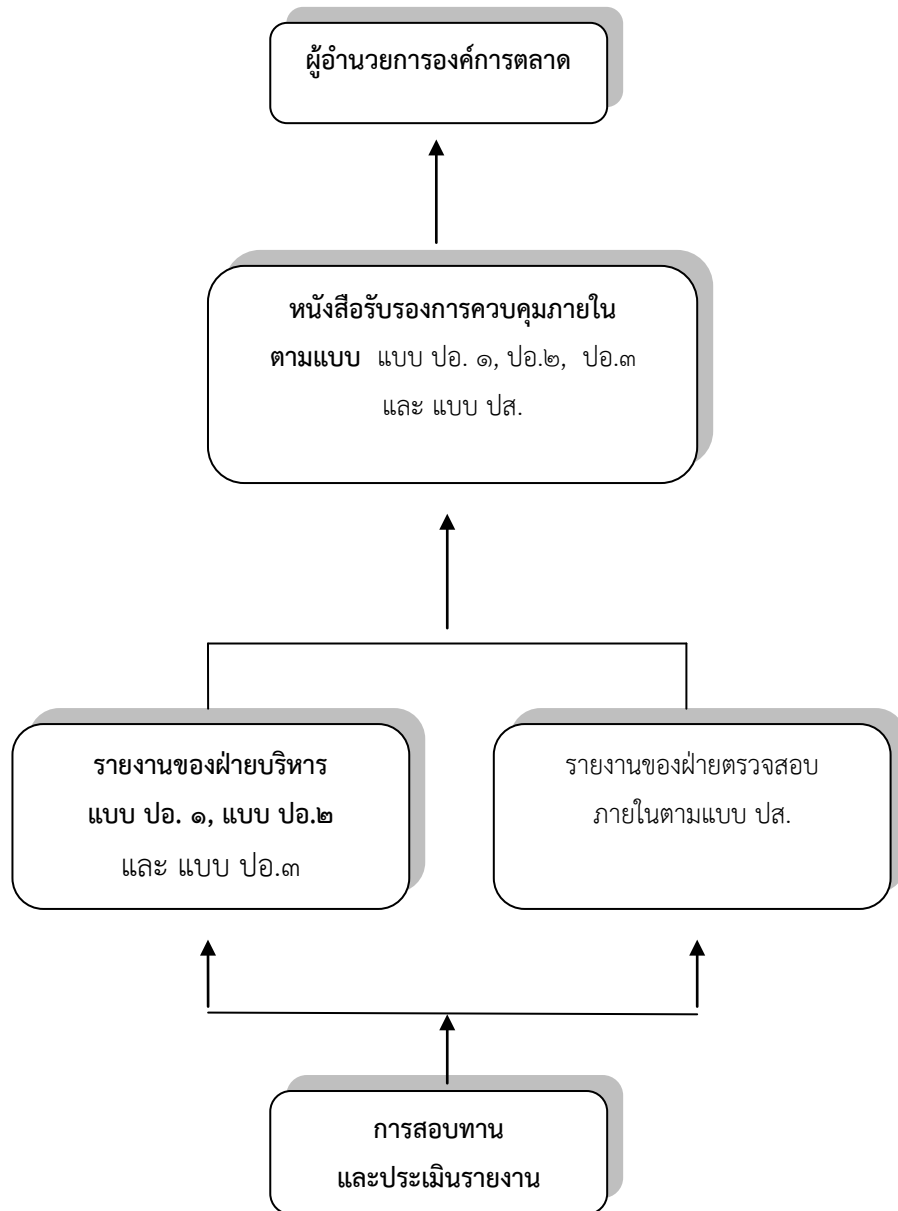 ผู้อำนวยการองค์การตลาด
หนังสือรับรองการควบคุมภายใน
ตามแบบ แบบ ปอ. ๑, ปอ.๒, ปอ.๓
และ แบบ ปส.
รายงานของฝ่ายบริหาร
แบบ ปอ. ๑, แบบ ปอ.๒
และ แบบ ปอ.๓
รายงานของฝ่ายตรวจสอบ
ภายในตามแบบ ปส.
การสอบทาน
และประเมินรายงาน